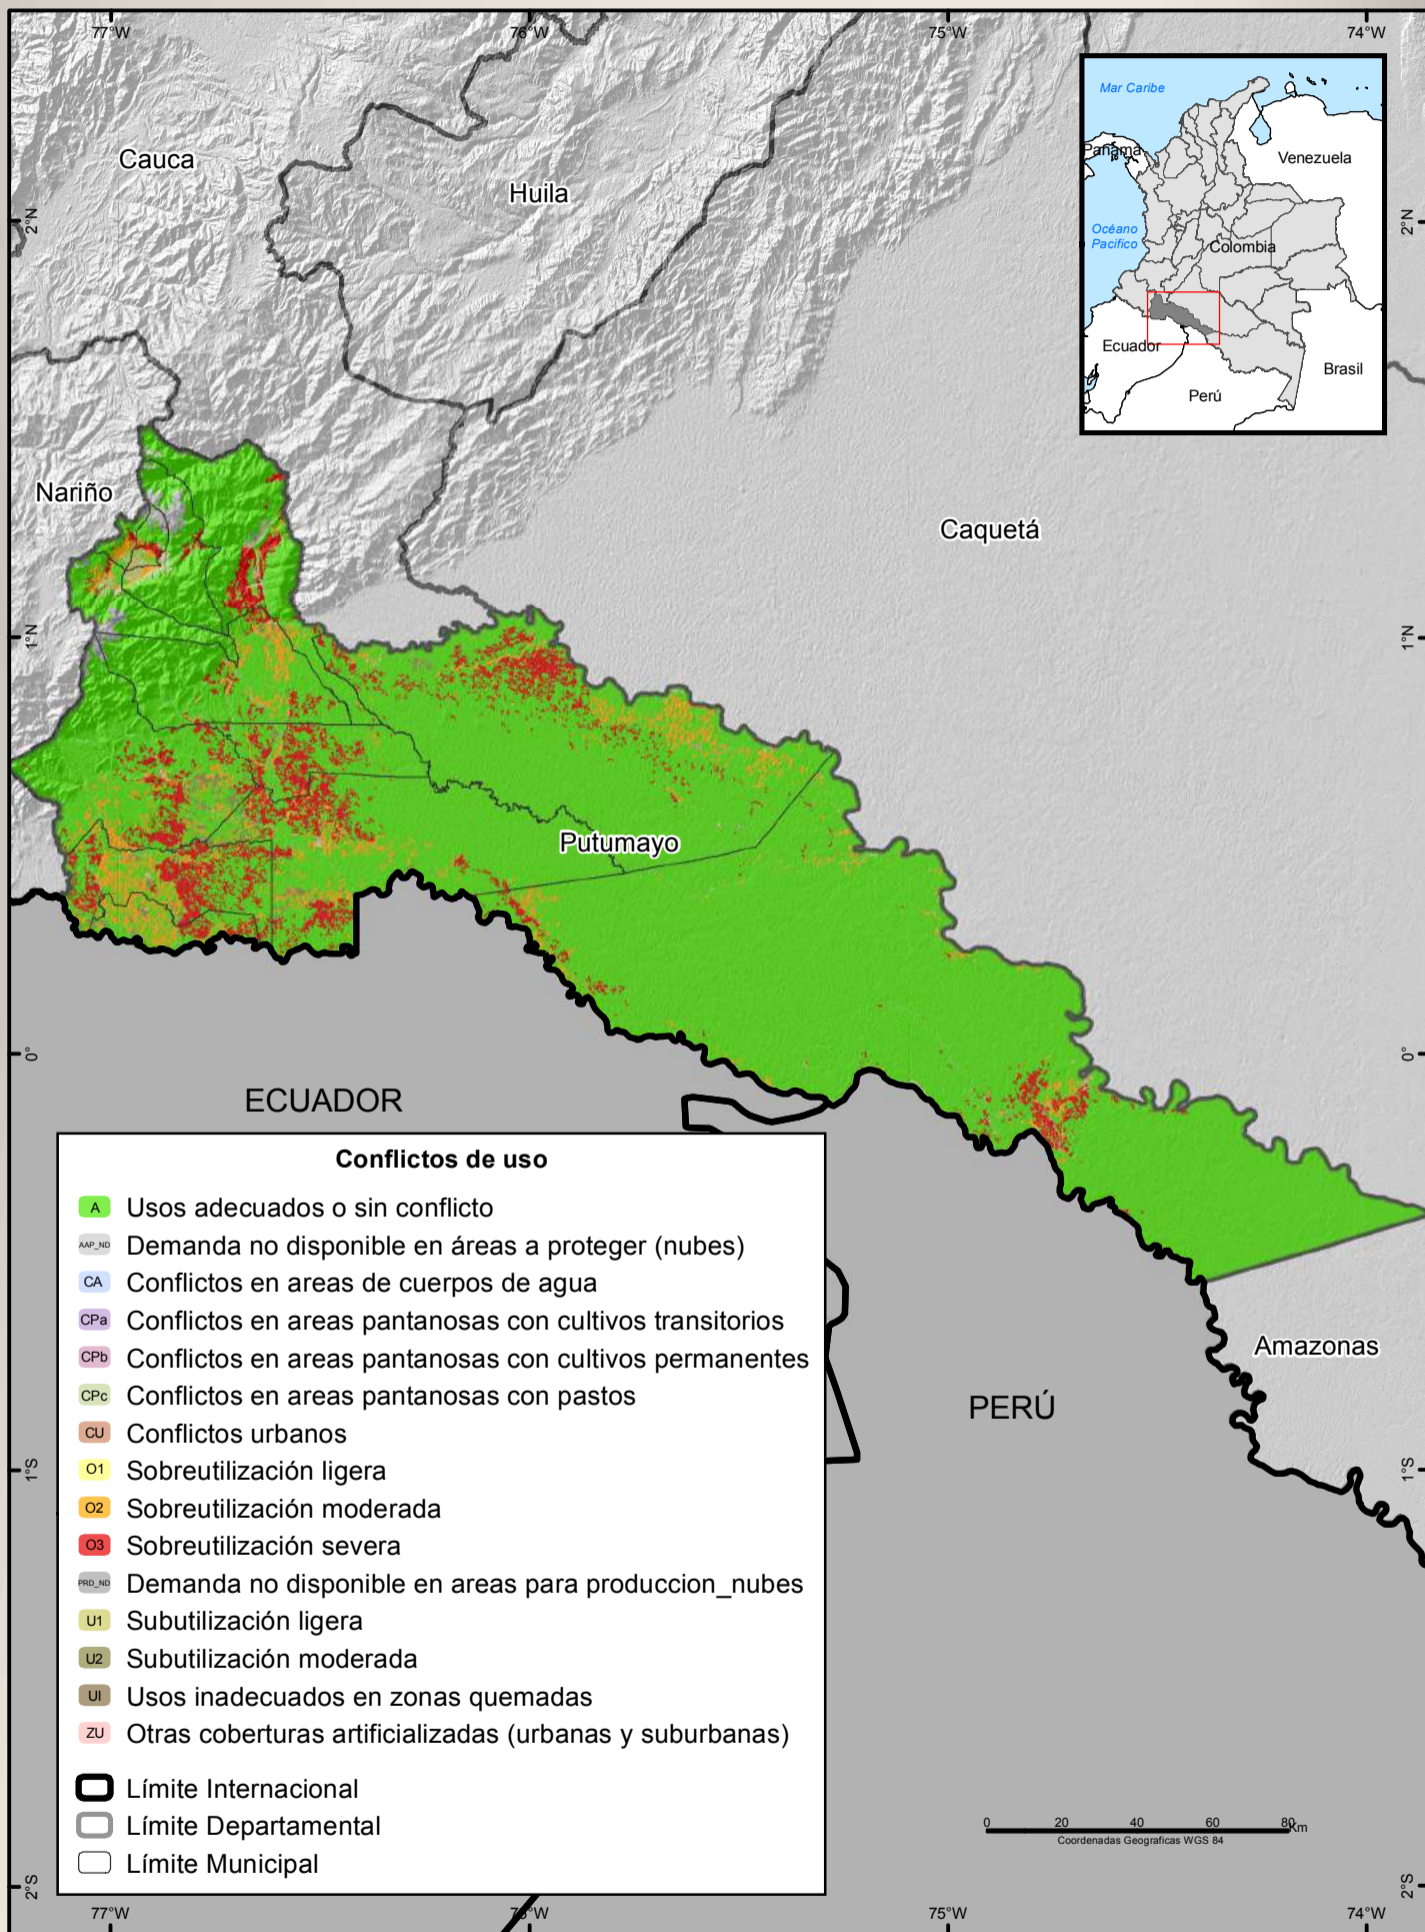 77°W
76°W
75°W
74°W
Mar Caribe
Panamá
Venezuela
Océano
Pacifico
Colombia
Ecuador
Brasil
Perú
Cauca
Huila
2°N
2°N
Nariño
Caquetá
1°N
1°N
Putumayo
0°
0°
ECUADOR
PERÚ
Amazonas
1°S
1°S
Conflictos de uso
A Usos adecuados o sin conflicto
AAP_ND Demanda no disponible en áreas a proteger (nubes)
CA Conflictos en areas de cuerpos de agua
CPa Conflictos en areas pantanosas con cultivos transitorios
CPb Conflictos en areas pantanosas con cultivos permanentes
CPc Conflictos en areas pantanosas con pastos
CU Conflictos urbanos
O1 Sobreutilización ligera
O2 Sobreutilización moderada
O3 Sobreutilización severa
PRD_ND Demanda no disponible en areas para produccion_nubes
U1 Subutilización ligera
U2 Subutilización moderada
UI Usos inadecuados en zonas quemadas
ZU Otras coberturas artificializadas (urbanas y suburbanas)
Límite Internacional
Límite Departamental
Límite Municipal
0 20 40 60 80 Km
Coordenadas Geograficas WGS 84
2°S
2°S
77°W
76°W
75°W
74°W